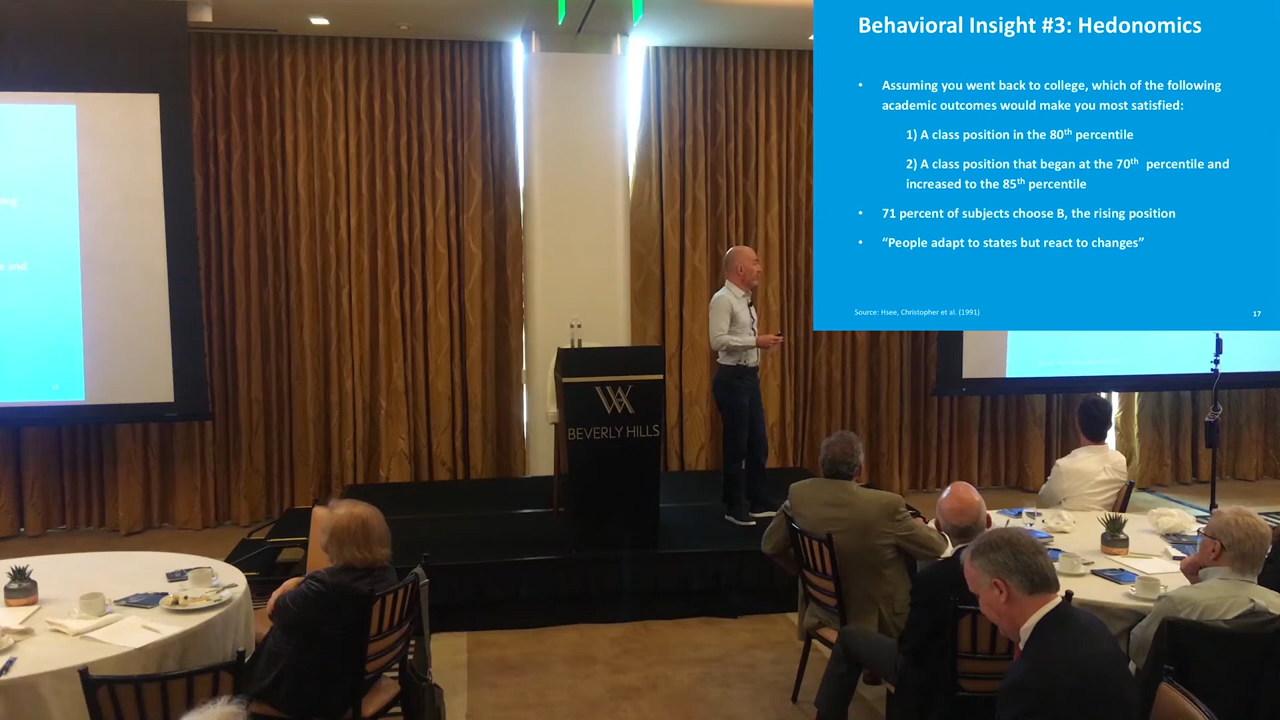 Behavioral Insight #3: Hedonomics
• Assuming you went back to college, which of the following
academic outcomes would make you most satisfied:
1) A class position in the 80th percentile
2) A class position that began at the 70th percentile and
increased to the 85th percentile
• 71 percent of subjects choose B, the rising position
• “People adapt to states but react to changes”
Source: Hsee, Christopher et al. (1991)
17
BEVERLY HILLS